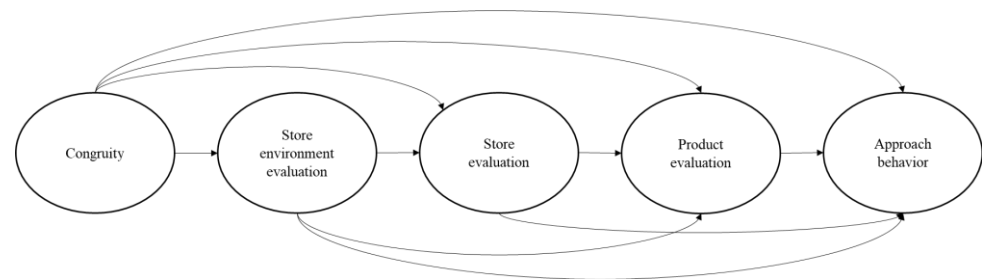 Congruity
Store
environment
evaluation
Store
evaluation
Product
evaluation
Approach
behavior